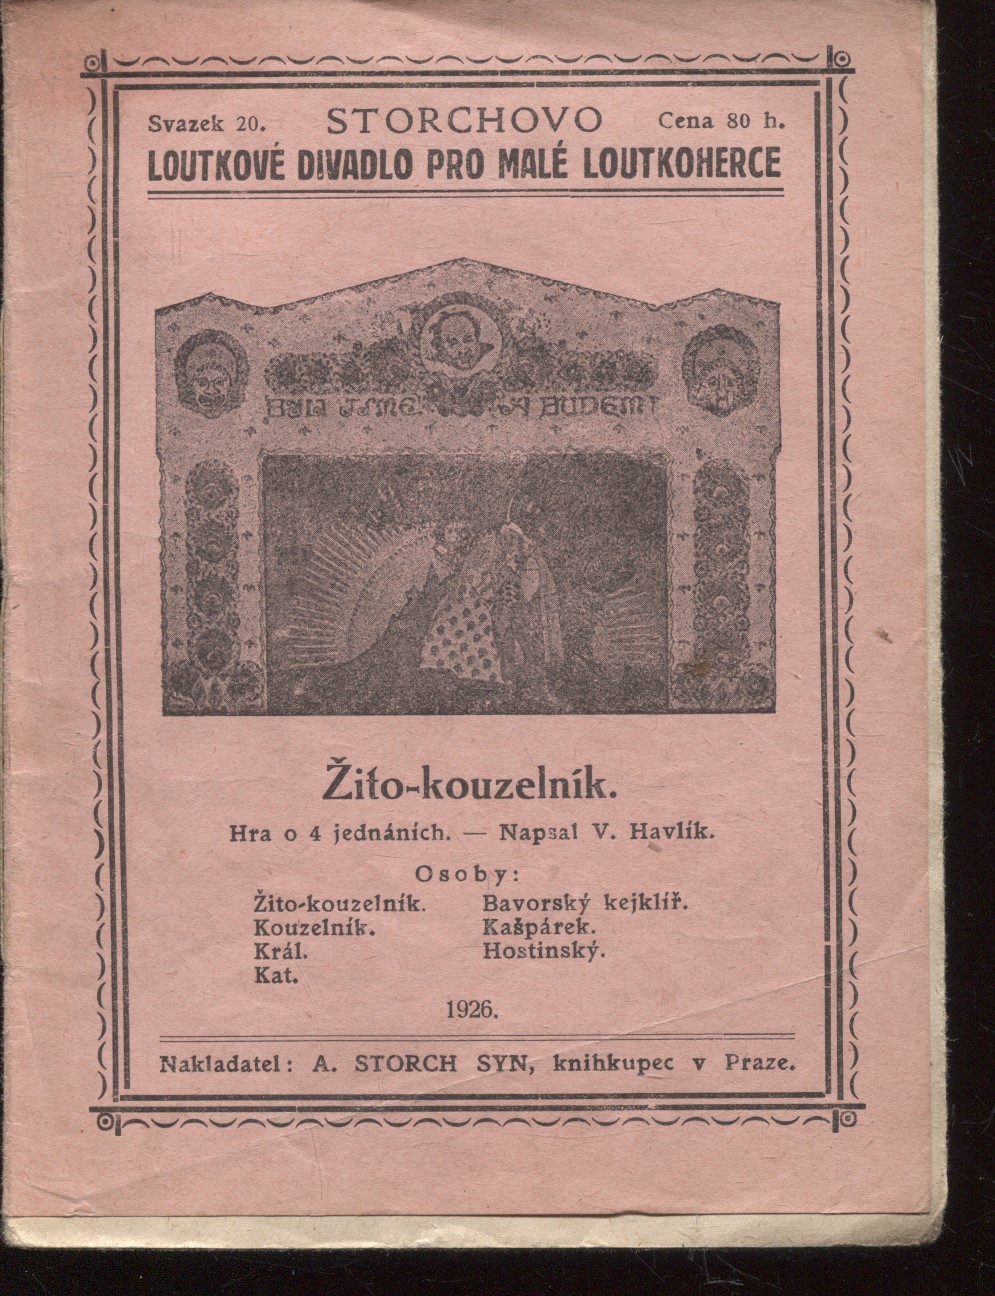 Svazek 20. STORCHOVO Cena 80 h.
LOUTKOVÉ DIVADLO PRO MALÉ LOUTKOHERCE
BYLI JSME A BUDEM!
Žito-kouzelník.
Hra o 4 jednáních. — Napsal V. Havlík.
Osoby:
Žito-kouzelník. Bavorský kejklíř.
Kouzelník. Kašpárek.
Král. Hostinský.
Kat.
1926.
Nakladatel: A. STORCH SYN, knihkupec v Praze.